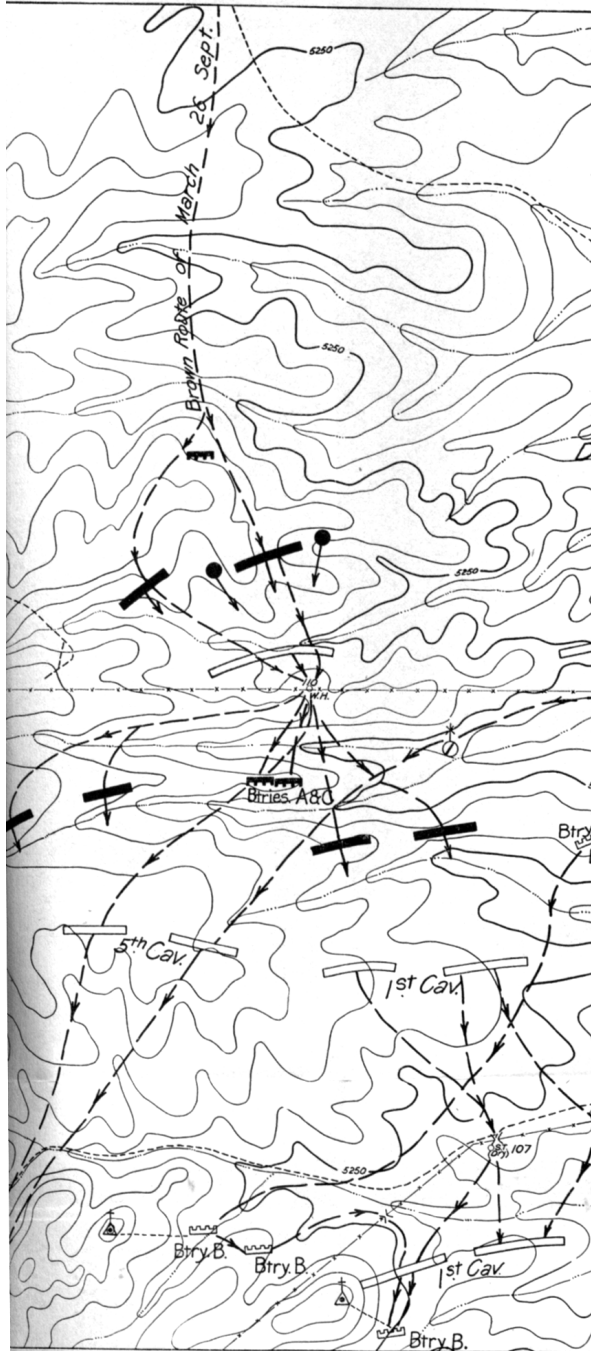 5250
Brown Route of March 26 Sept.
5250
5250
110
W.H.
Btries. A&C
Btry
5th Cav.
1st Cav.
107
5250
Btry. B.
Btry. B.
1st Cav.
Btry B.